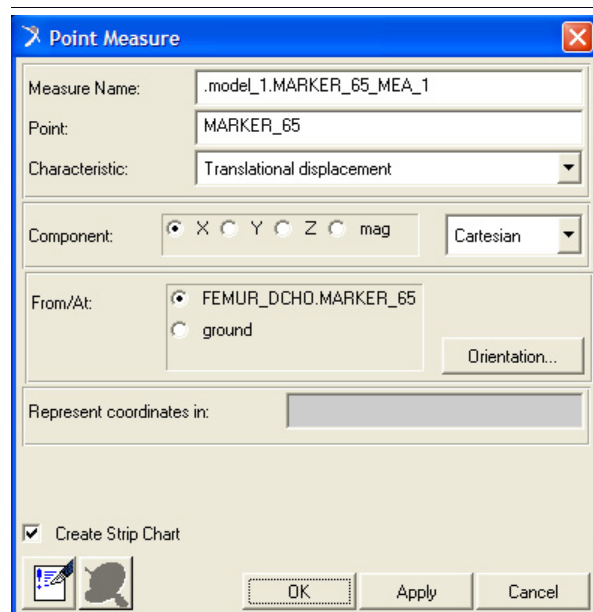 Point Measure
Measure Name: .model_1.MARKER_65_MEA_1
Point: MARKER_65
Characteristic: Translational displacement
Component: X Y Z mag Cartesian
From/At: FEMUR_DCHO.MARKER_65
ground
Orientation...
Represent coordinates in:
Create Strip Chart
OK Apply Cancel